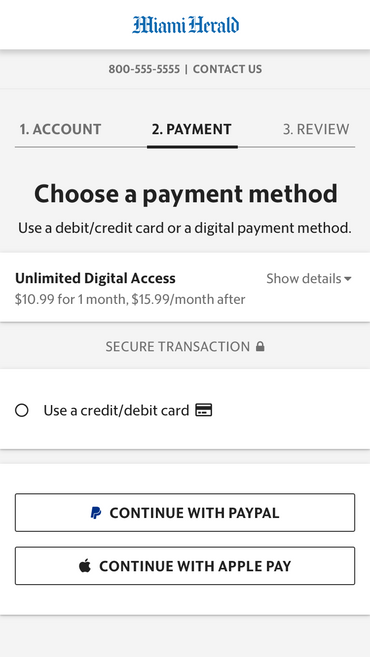 Miami Herald
800-555-5555 | CONTACT US
1. ACCOUNT 2. PAYMENT 3. REVIEW
Choose a payment method
Use a debit/credit card or a digital payment method.
Unlimited Digital Access Show details
$10.99 for 1 month, $15.99/month after
SECURE TRANSACTION
Use a credit/debit card
CONTINUE WITH PAYPAL
CONTINUE WITH APPLE PAY